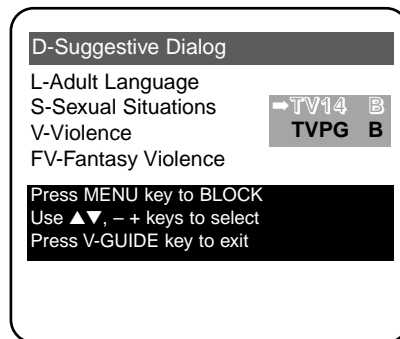 D-Suggestive Dialog
L-Adult Language
S-Sexual Situations ➡TV14 B
V-Violence TVPG B
FV-Fantasy Violence
Press MENU key to BLOCK
Use ▲▼, – + keys to select
Press V-GUIDE key to exit